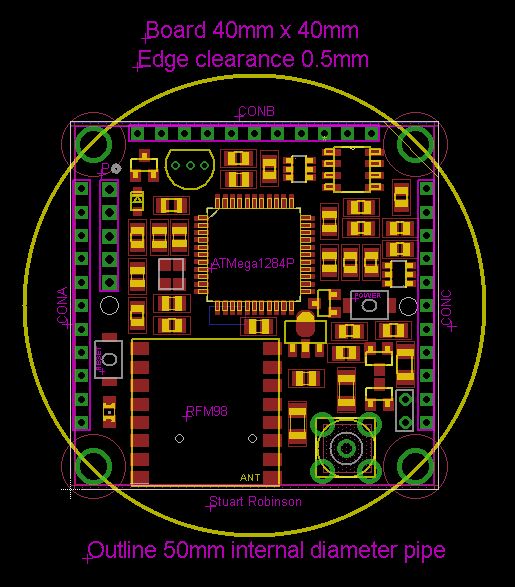 Board 40mm x 40mm
Edge clearance 0.5mm
CONB
P
ATMega1284P
CONA
POWER
CONC
RFM98
ANT
Stuart Robinson
Outline 50mm internal diameter pipe